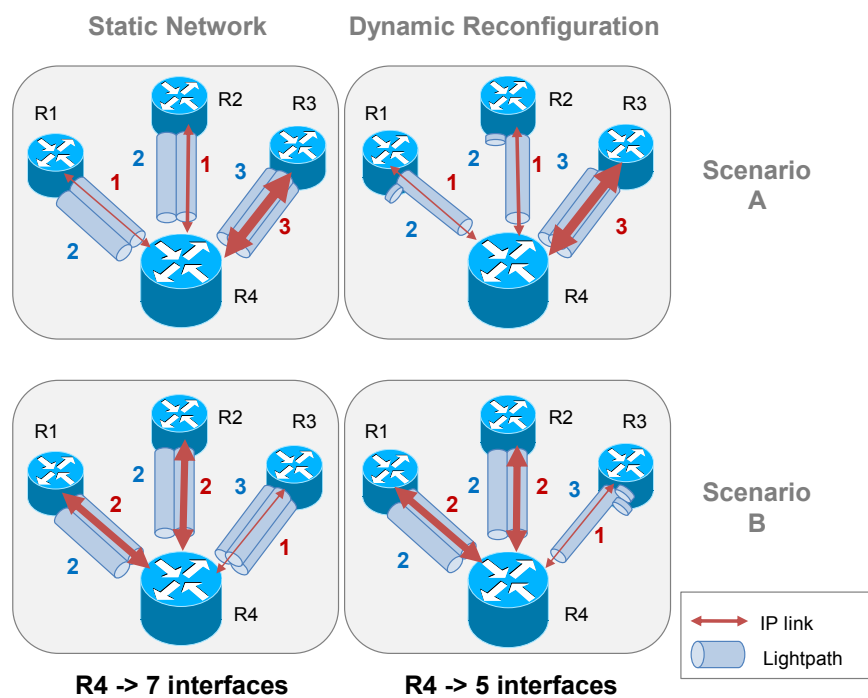 Static Network
Dynamic Reconfiguration
R1
R2
R3
2
1
3
1
2
3
R4
R1
R2
R3
2
1
3
1
2
3
R4
Scenario
A
R1
R2
R3
2
2
3
2
2
1
R4
R1
R2
R3
2
2
3
2
2
1
R4
Scenario
B
IP link
Lightpath
R4 -> 7 interfaces
R4 -> 5 interfaces